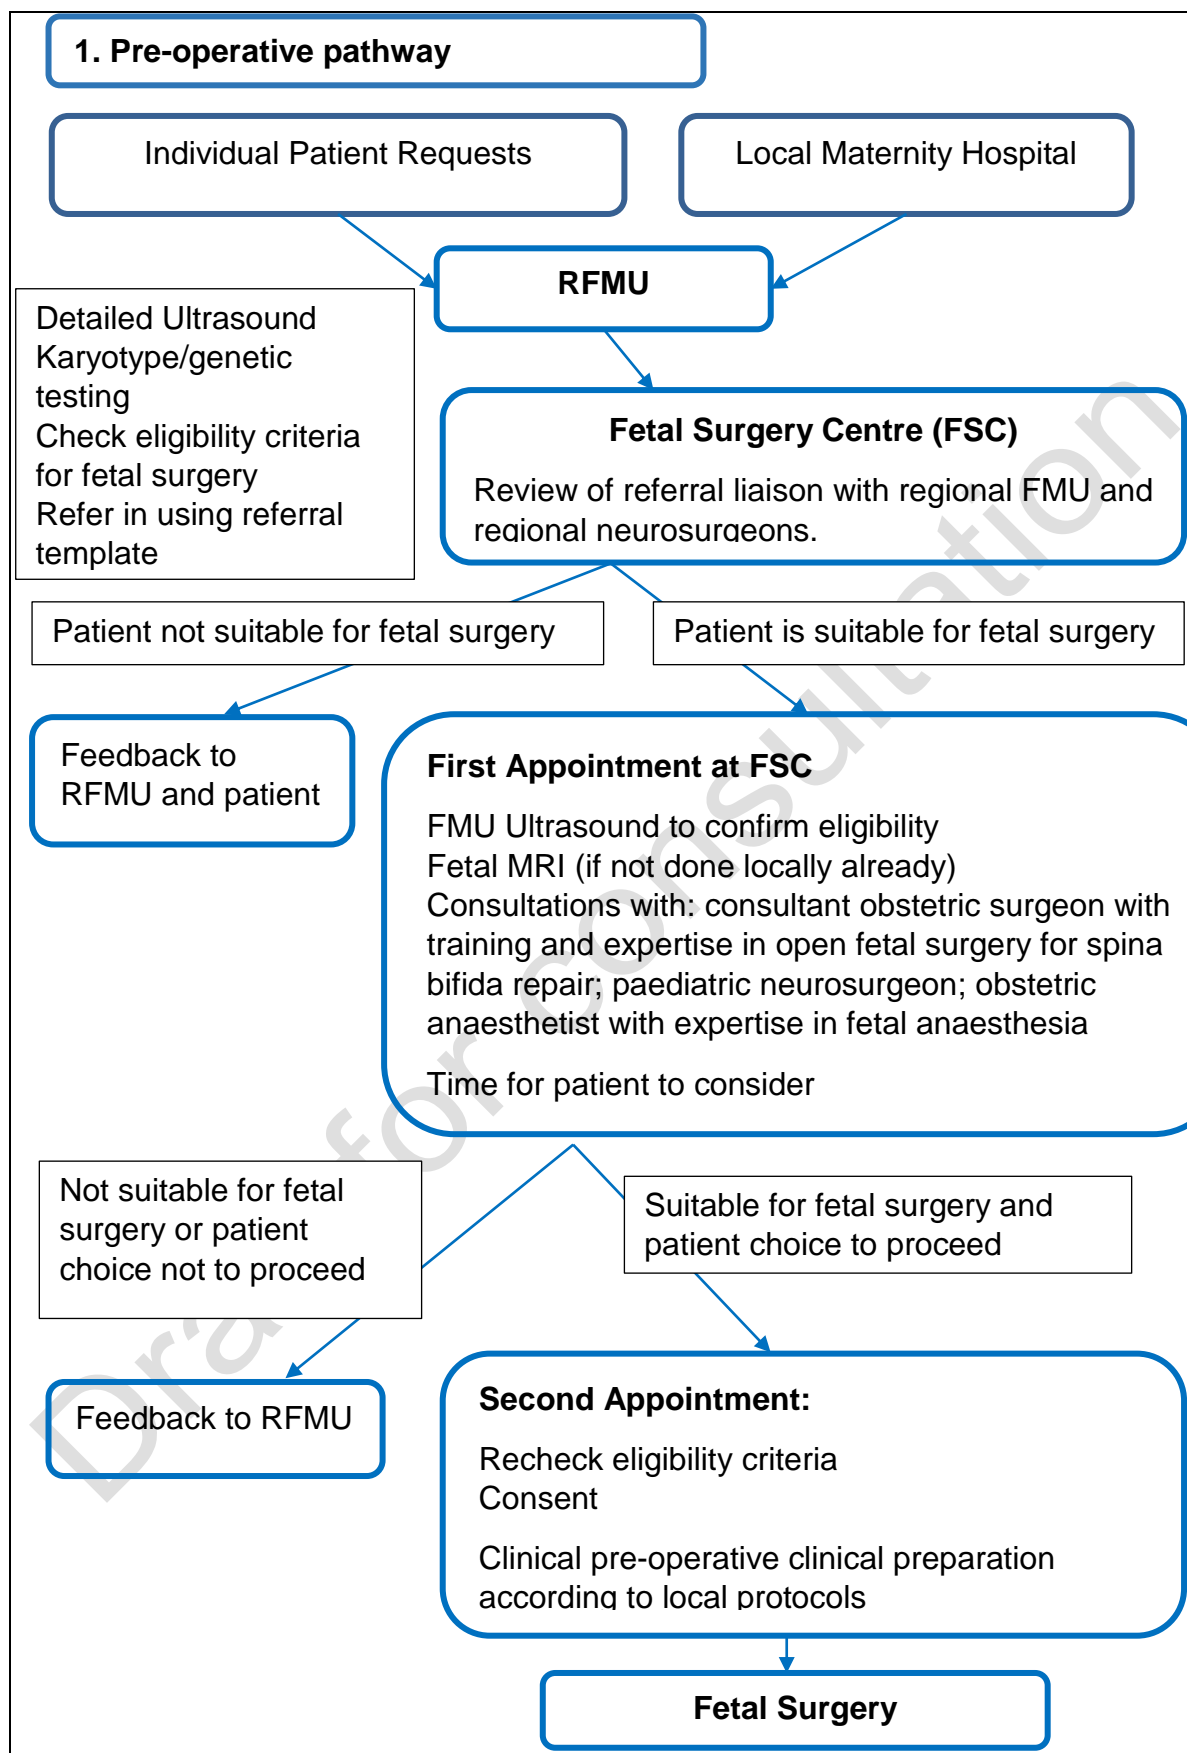 1. Pre-operative pathway
Individual Patient Requests
Local Maternity Hospital
RFMU
Detailed Ultrasound
Karyotype/genetic
testing
Check eligibility criteria
for fetal surgery
Refer in using referral
template
Fetal Surgery Centre (FSC)
Review of referral liaison with regional FMU and
regional neurosurgeons.
Patient not suitable for fetal surgery
Patient is suitable for fetal surgery
Feedback to
RFMU and patient
First Appointment at FSC
FMU Ultrasound to confirm eligibility
Fetal MRI (if not done locally already)
Consultations with: consultant obstetric surgeon with
training and expertise in open fetal surgery for spina
bifida repair; paediatric neurosurgeon; obstetric
anaesthetist with expertise in fetal anaesthesia
Time for patient to consider
Not suitable for fetal
surgery or patient
choice not to proceed
Suitable for fetal surgery and
patient choice to proceed
Feedback to RFMU
Second Appointment:
Recheck eligibility criteria
Consent
Clinical pre-operative clinical preparation
according to local protocols
Fetal Surgery
Draft for consultation